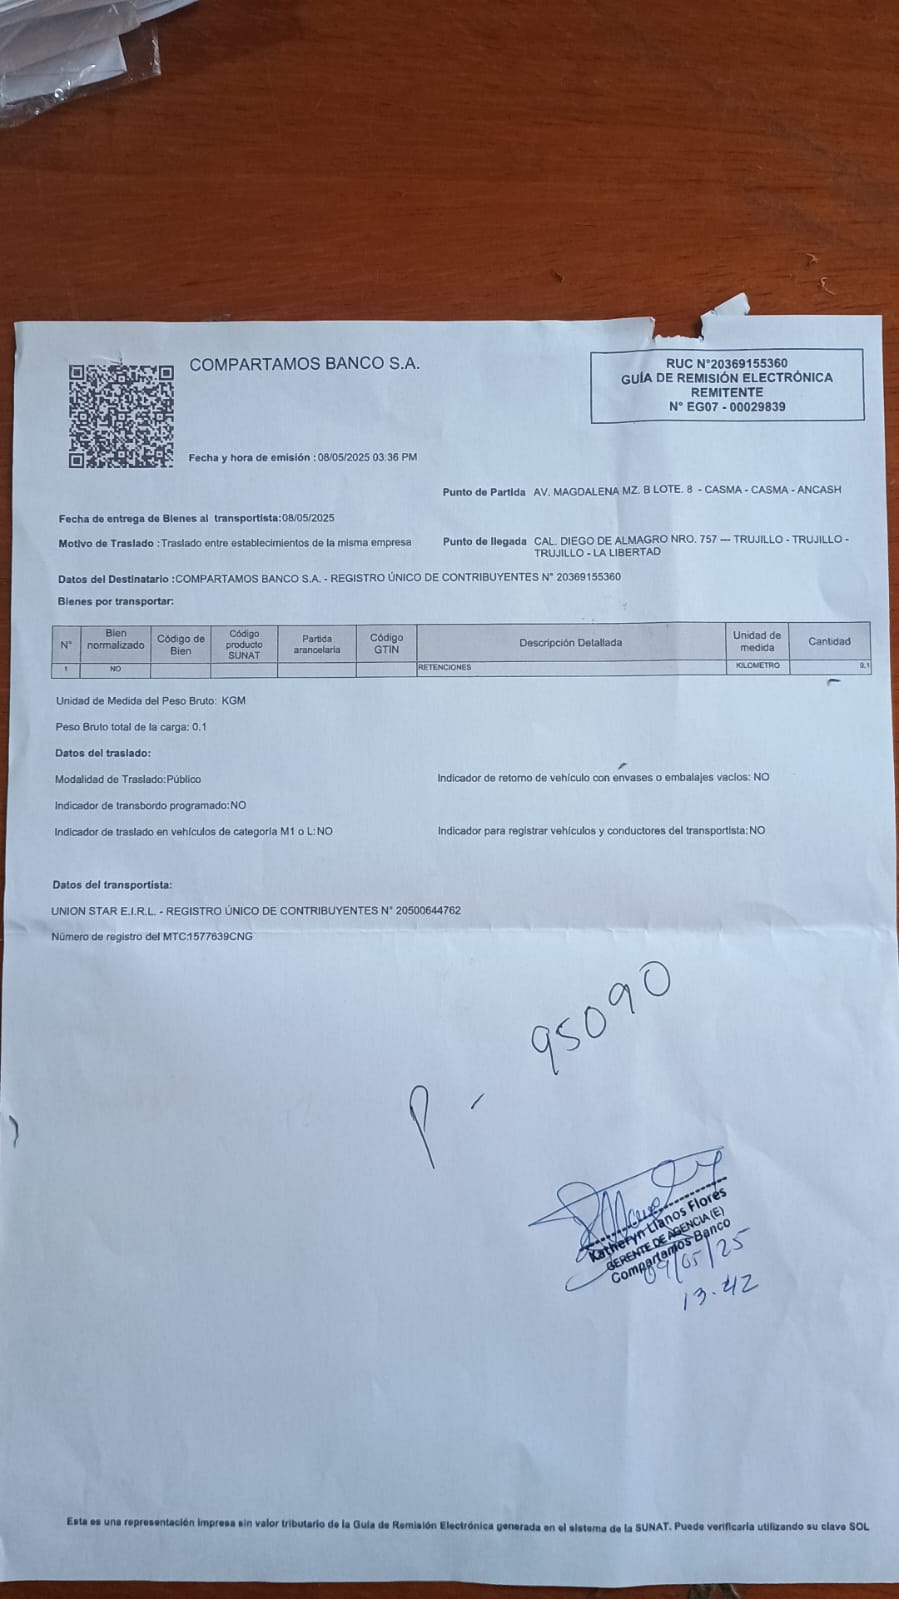 COMPARTAMOS BANCO S.A.
RUC N°20369155360
GUÍA DE REMISIÓN ELECTRÓNICA
REMITENTE
N° EG07 - 00029839
Fecha y hora de emisión : 08/05/2025 03:36 PM
Punto de Partida AV. MAGDALENA MZ. B LOTE. 8 - CASMA - CASMA - ANCASH
Fecha de entrega de Bienes al transportista:08/05/2025
Motivo de Traslado :Traslado entre establecimientos de la misma empresa
Punto de llegada CAL. DIEGO DE ALMAGRO NRO. 757 --- TRUJILLO - TRUJILLO -
TRUJILLO - LA LIBERTAD
Datos del Destinatario :COMPARTAMOS BANCO S.A. - REGISTRO ÚNICO DE CONTRIBUYENTES N° 20369155360
Bienes por transportar:
N° Bien normalizado Código de Bien Código producto SUNAT Partida arancelaria Código GTIN Descripción Detallada Unidad de medida Cantidad
1 NO RETENCIONES KILOMETRO 0.1
Unidad de Medida del Peso Bruto: KGM
Peso Bruto total de la carga: 0.1
Datos del traslado:
Modalidad de Traslado:Público
Indicador de retorno de vehículo con envases o embalajes vacíos: NO
Indicador de transbordo programado:NO
Indicador de traslado en vehículos de categoría M1 o L:NO
Indicador para registrar vehículos y conductores del transportista:NO
Datos del transportista:
UNION STAR E.I.R.L. - REGISTRO ÚNICO DE CONTRIBUYENTES N° 20500644762
Número de registro del MTC:1577639CNG
P - 95090
Katheryn Llanos Flores
GERENTE DE AGENCIA (E)
Compartamos Banco
09/05/25
13:42
Esta es una representación impresa sin valor tributario de la Guía de Remisión Electrónica generada en el sistema de la SUNAT. Puede verificarla utilizando su clave SOL